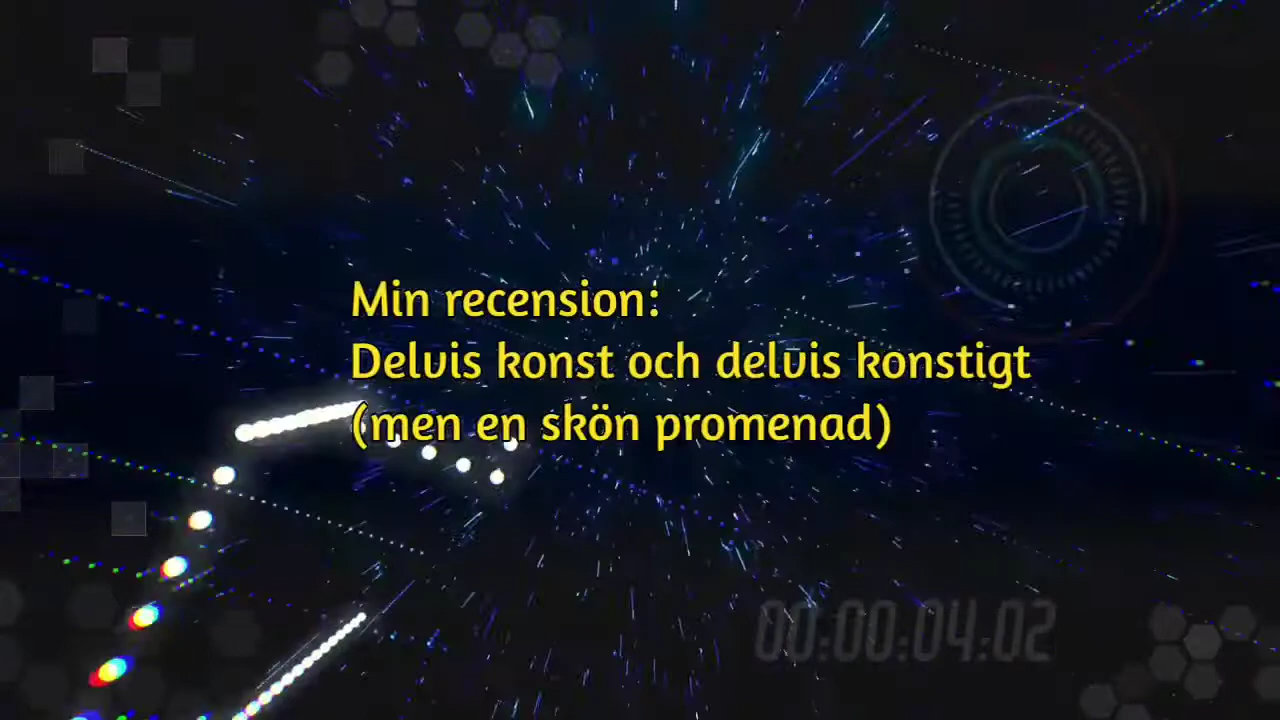 Min recension:
Delvis konst och delvis konstigt
(men en skön promenad)
00:00:04:02